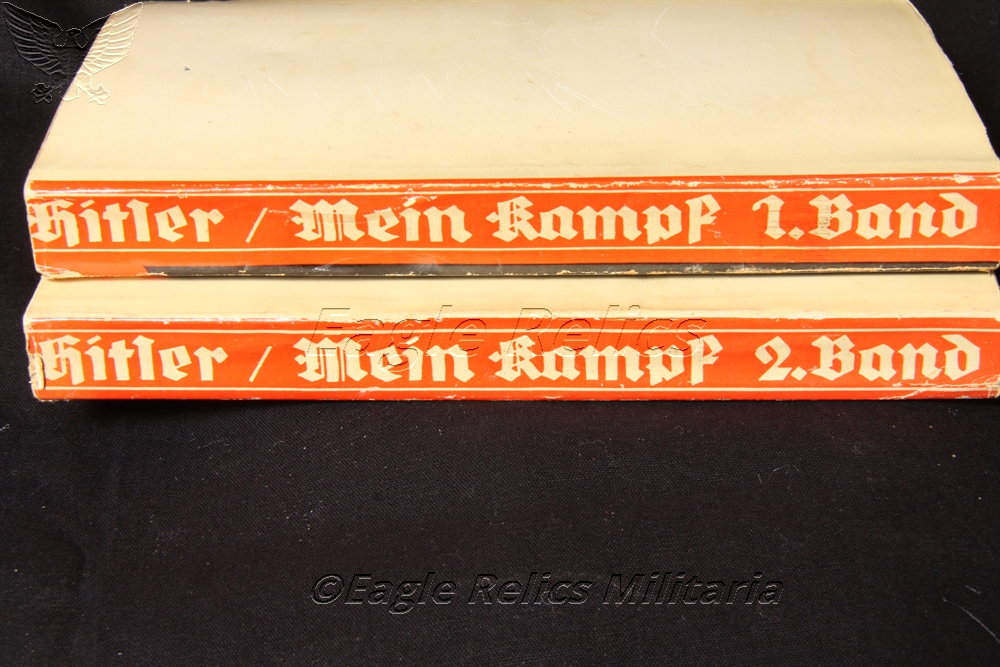 Hitler / Mein Kampf 1. Band
Eagle Relics
Hitler / Mein Kampf 2. Band
©Eagle Relics Militaria